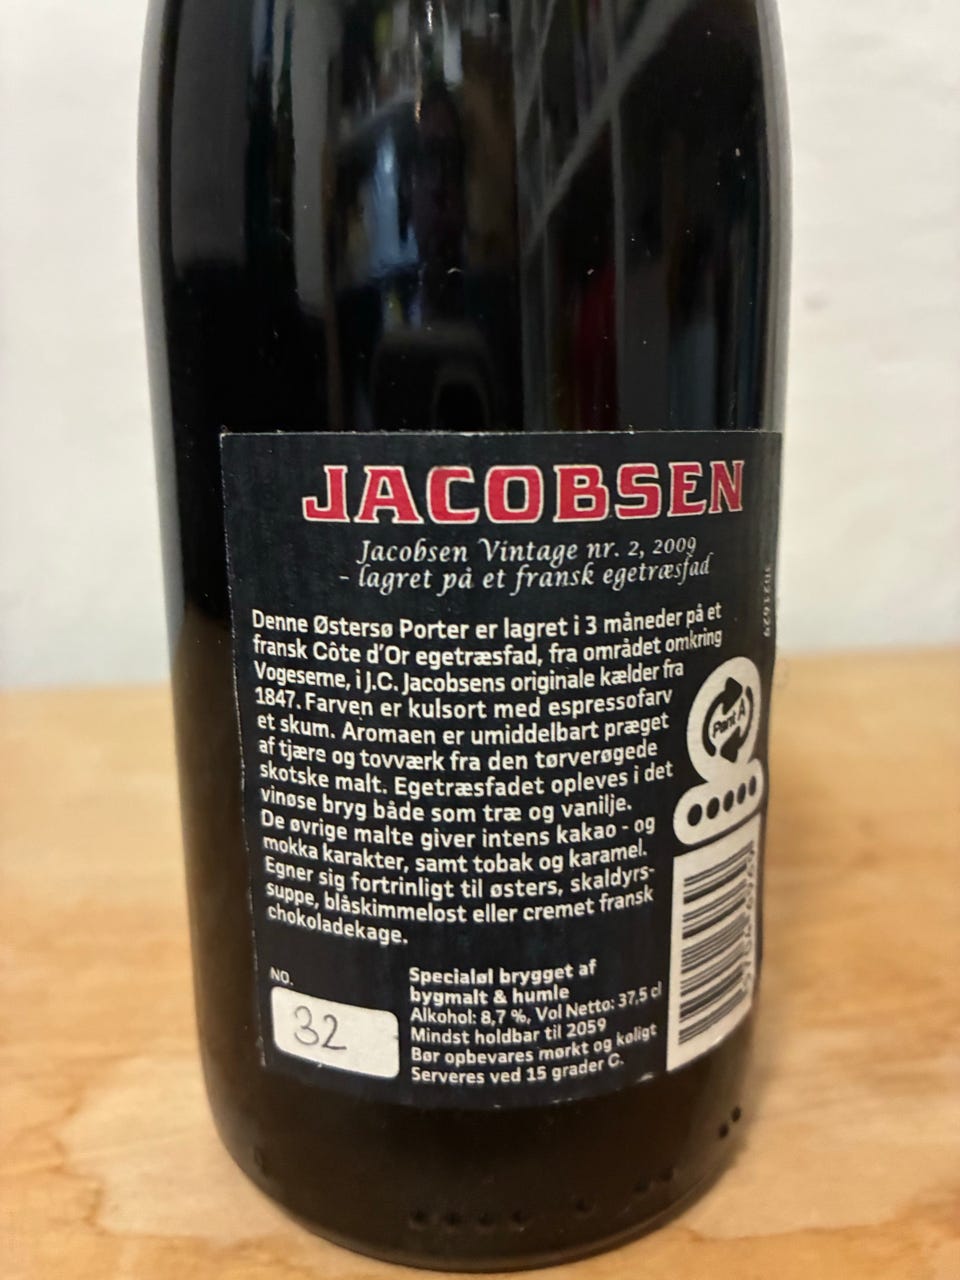 JACOBSEN
Jacobsen Vintage nr. 2, 2009
- lagret på et fransk egetræsfad
Denne Østersø Porter er lagret i 3 måneder på et
fransk Côte d'Or egetræsfad, fra området omkring
Vogeserne, i J.C. Jacobsens originale kælder fra
1847. Farven er kulsort med espressofarv
et skum. Aromaen er umiddelbart præget
af tjære og tovværk fra den tørverøgede
skotske malt. Egetræsfadet opleves i det
vinøse bryg både som træ og vanilje.
De øvrige malte giver intens kakao - og
mokka karakter, samt tobak og karamel.
Egner sig fortrinligt til østers, skaldyrs-
suppe, blåskimmelost eller cremet fransk
chokoladekage.
Pant A
NO.
32
Specialøl brygget af
bygmalt & humle
Alkohol: 8,7 %, Vol Netto: 37,5 cl
Mindst holdbar til 2059
Bør opbevares mørkt og køligt
Serveres ved 15 grader C.